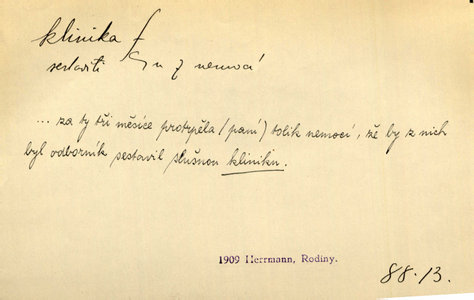 klinika f
sestaviti ~u z nemocí
... za ty tři měsíce protrpěla (paní) tolik nemocí, že by z nich
byl odborník sestavil slušnou kliniku.
1909 Herrmann, Rodiny.
88.13.